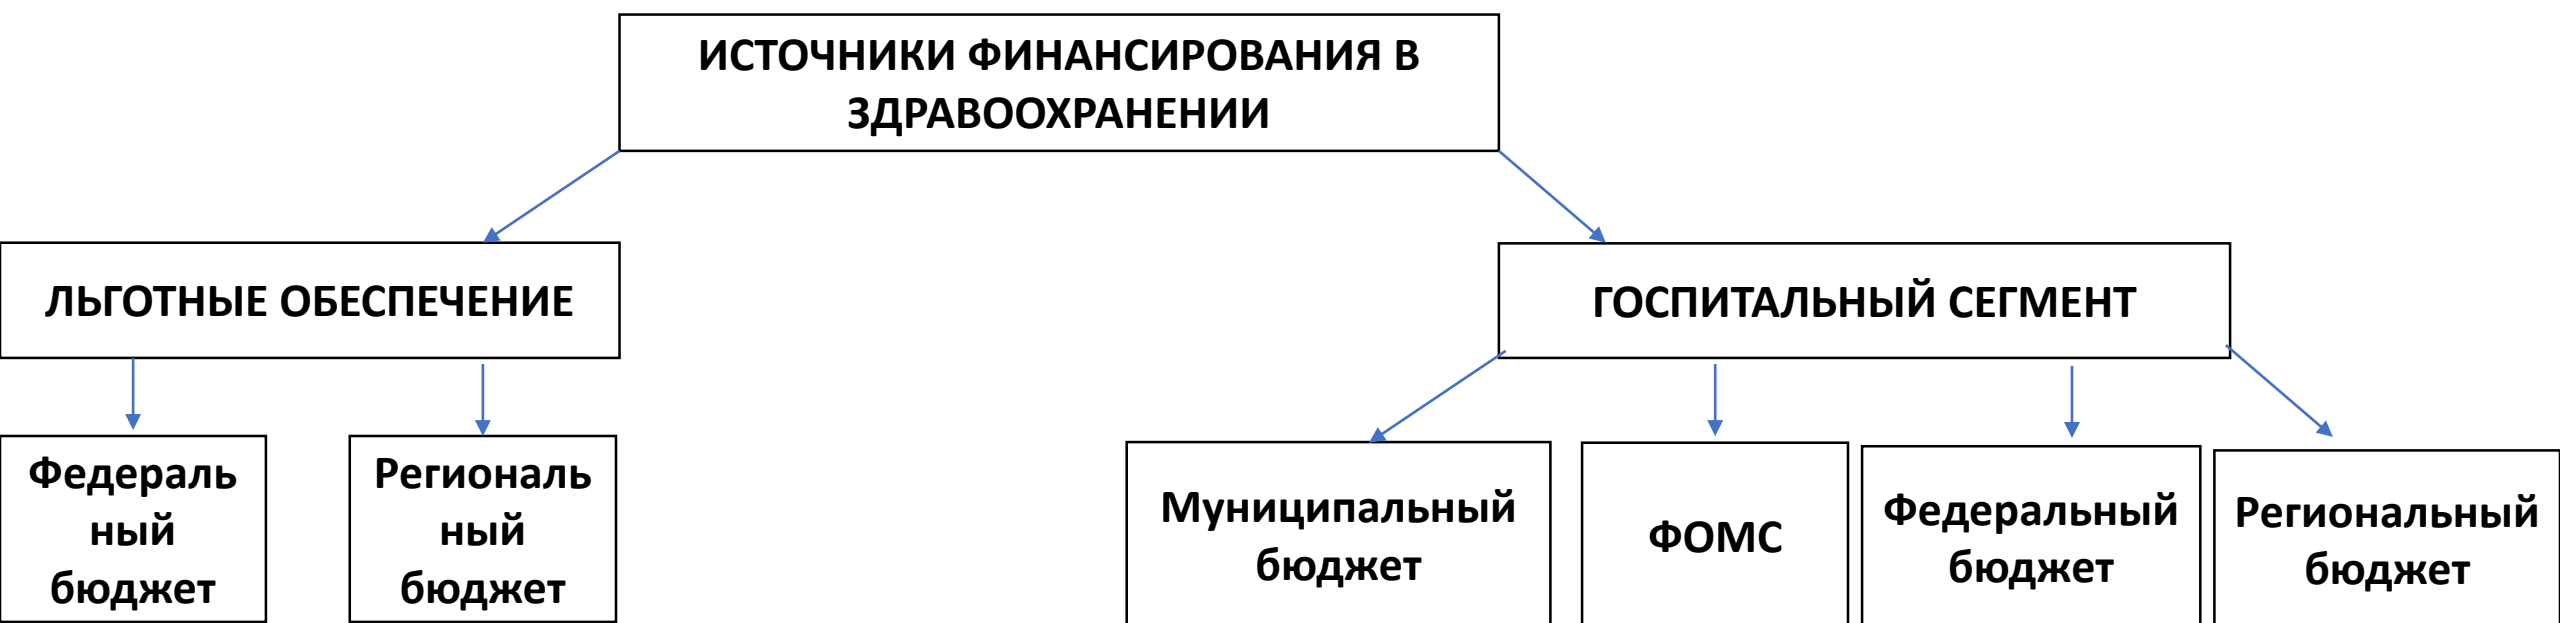 ИСТОЧНИКИ ФИНАНСИРОВАНИЯ В
ЗДРАВООХРАНЕНИИ
ЛЬГОТНЫЕ ОБЕСПЕЧЕНИЕ
ГОСПИТАЛЬНЫЙ СЕГМЕНТ
Федераль
ный
бюджет
Региональ
ный
бюджет
Муниципальный
бюджет
ФОМС
Федеральный
бюджет
Региональный
бюджет